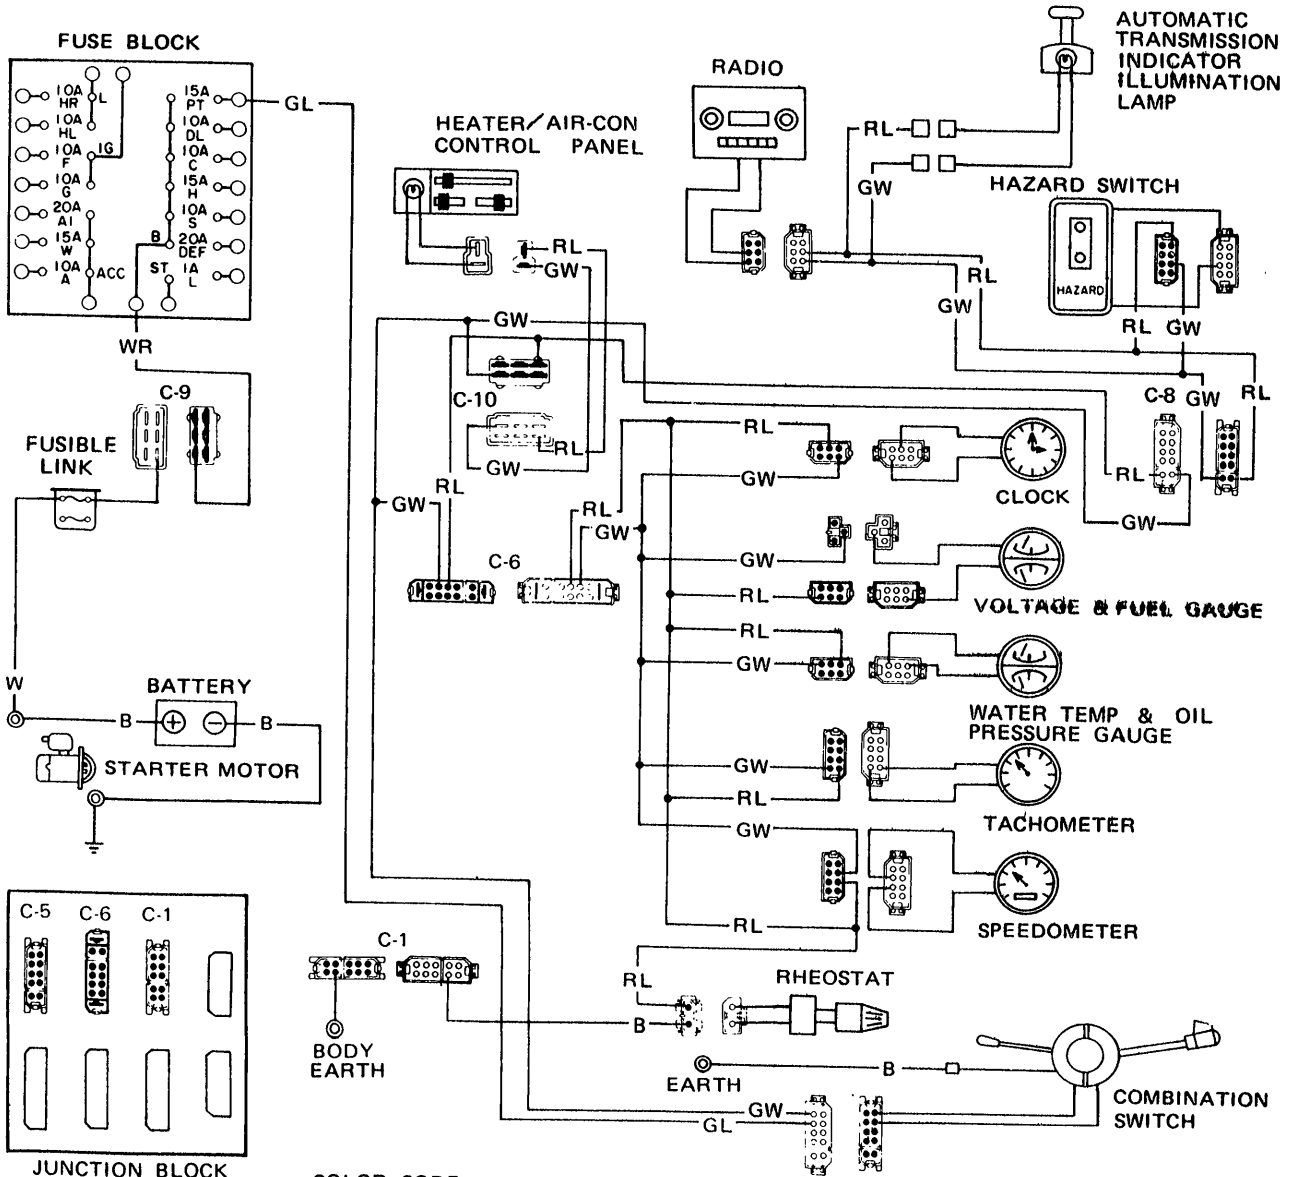 FUSE BLOCK
10A
HR
L
15A
PT
GL
10A
HL
10A
DL
10A
F
IG
10A
C
10A
G
15A
H
20A
AI
10A
S
15A
W
B
20A
DEF
10A
A
ACC
ST
1A
L
WR
C-9
FUSIBLE
LINK
W
BATTERY
B
B
STARTER MOTOR
C-5
C-6
C-1
JUNCTION BLOCK
HEATER/AIR-CON
CONTROL PANEL
RL
GW
GW
C-10
RL
GW
RL
GW
RL
GW
C-6
RADIO
AUTOMATIC
TRANSMISSION
INDICATOR
ILLUMINATION
LAMP
RL
GW
HAZARD SWITCH
HAZARD
RL
GW
RL
GW
C-8
GW
RL
RL
GW
RL
GW
CLOCK
GW
RL
VOLTAGE & FUEL GAUGE
RL
GW
WATER TEMP & OIL
PRESSURE GAUGE
GW
RL
TACHOMETER
GW
RL
SPEEDOMETER
C-1
BODY
EARTH
RL
B
RHEOSTAT
EARTH
B
COMBINATION
SWITCH
GW
GL